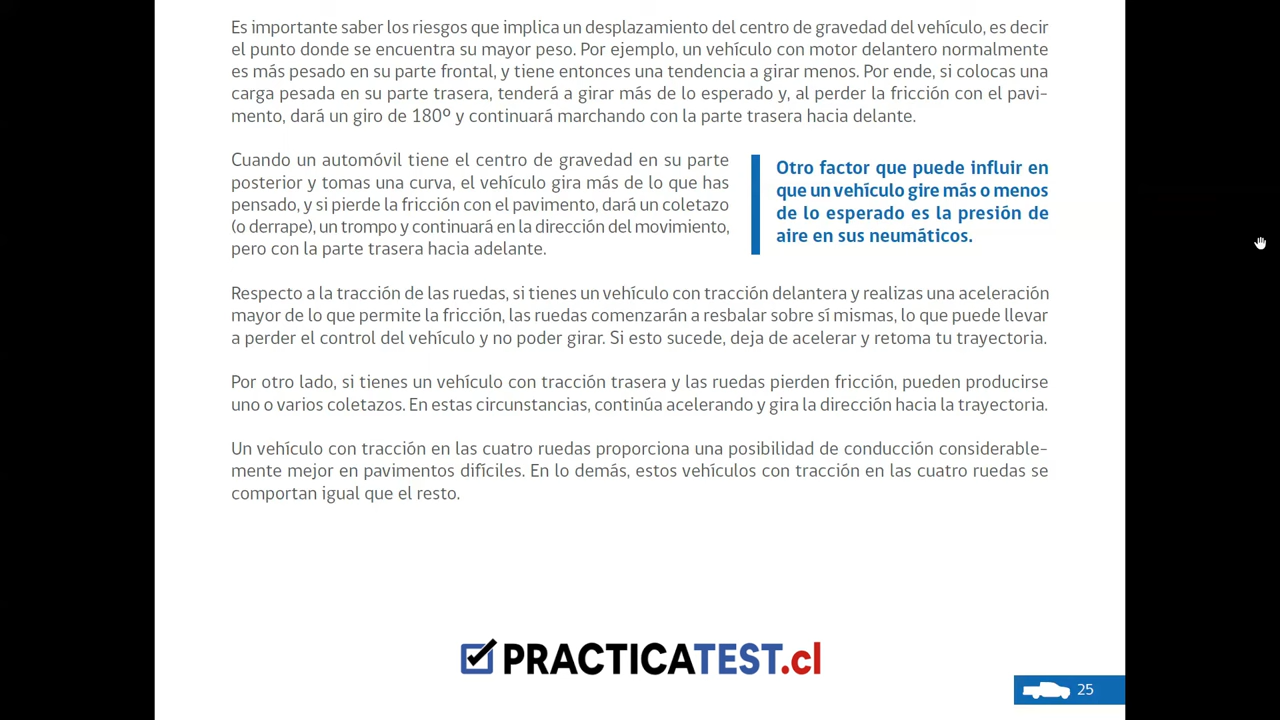 Es importante saber los riesgos que implica un desplazamiento del centro de gravedad del vehículo, es decir
el punto donde se encuentra su mayor peso. Por ejemplo, un vehículo con motor delantero normalmente
es más pesado en su parte frontal, y tiene entonces una tendencia a girar menos. Por ende, si colocas una
carga pesada en su parte trasera, tenderá a girar más de lo esperado y, al perder la fricción con el pavi-
mento, dará un giro de 180º y continuará marchando con la parte trasera hacia delante.
Cuando un automóvil tiene el centro de gravedad en su parte
posterior y tomas una curva, el vehículo gira más de lo que has
pensado, y si pierde la fricción con el pavimento, dará un coletazo
(o derrape), un trompo y continuará en la dirección del movimiento,
pero con la parte trasera hacia adelante.
Otro factor que puede influir en
que un vehículo gire más o menos
de lo esperado es la presión de
aire en sus neumáticos.
Respecto a la tracción de las ruedas, si tienes un vehículo con tracción delantera y realizas una aceleración
mayor de lo que permite la fricción, las ruedas comenzarán a resbalar sobre sí mismas, lo que puede llevar
a perder el control del vehículo y no poder girar. Si esto sucede, deja de acelerar y retoma tu trayectoria.
Por otro lado, si tienes un vehículo con tracción trasera y las ruedas pierden fricción, pueden producirse
uno o varios coletazos. En estas circunstancias, continúa acelerando y gira la dirección hacia la trayectoria.
Un vehículo con tracción en las cuatro ruedas proporciona una posibilidad de conducción considerable-
mente mejor en pavimentos difíciles. En lo demás, estos vehículos con tracción en las cuatro ruedas se
comportan igual que el resto.
PRACTICATEST.cl
25